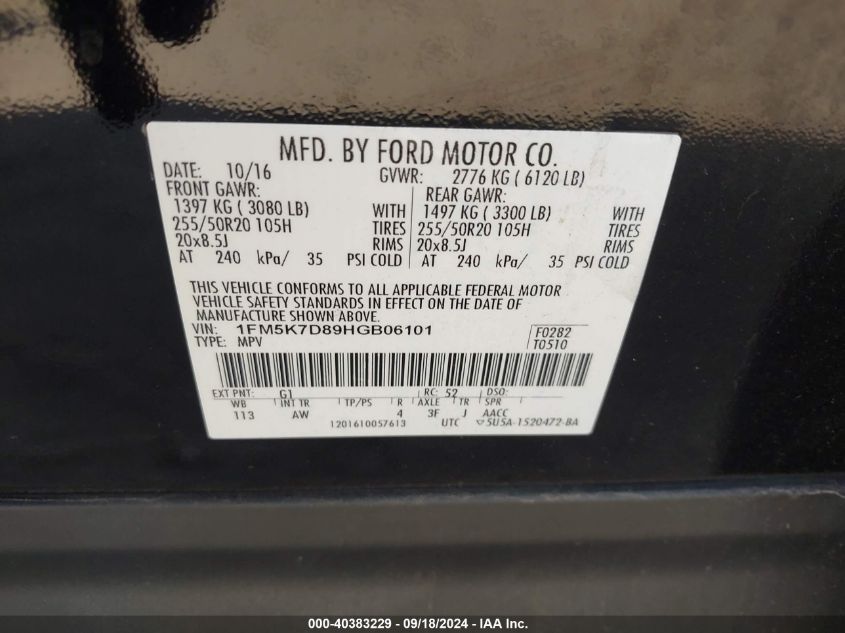 MFD. BY FORD MOTOR CO.
DATE: 10/16 GVWR: 2776 KG ( 6120 LB)
FRONT GAWR: REAR GAWR:
1397 KG ( 3080 LB) WITH 1497 KG ( 3300 LB) WITH
255/50R20 105H TIRES 255/50R20 105H TIRES
20x8.5J RIMS 20x8.5J RIMS
AT 240 kPa/ 35 PSI COLD AT 240 kPa/ 35 PSI COLD
THIS VEHICLE CONFORMS TO ALL APPLICABLE FEDERAL MOTOR
VEHICLE SAFETY STANDARDS IN EFFECT ON THE DATE OF
MANUFACTURE SHOWN ABOVE.
VIN: 1FM5K7D89HGB06101 F0282
TYPE: MPV T0510
EXT PNT: G1 RC: 52 DSO:
WB INT TR TP/PS R AXLE TR SPR
113 AW 4 3F J AACC
1201610057613 UTC ▽5U5A-1520472-BA
000-40383229 - 09/18/2024 - IAA Inc.